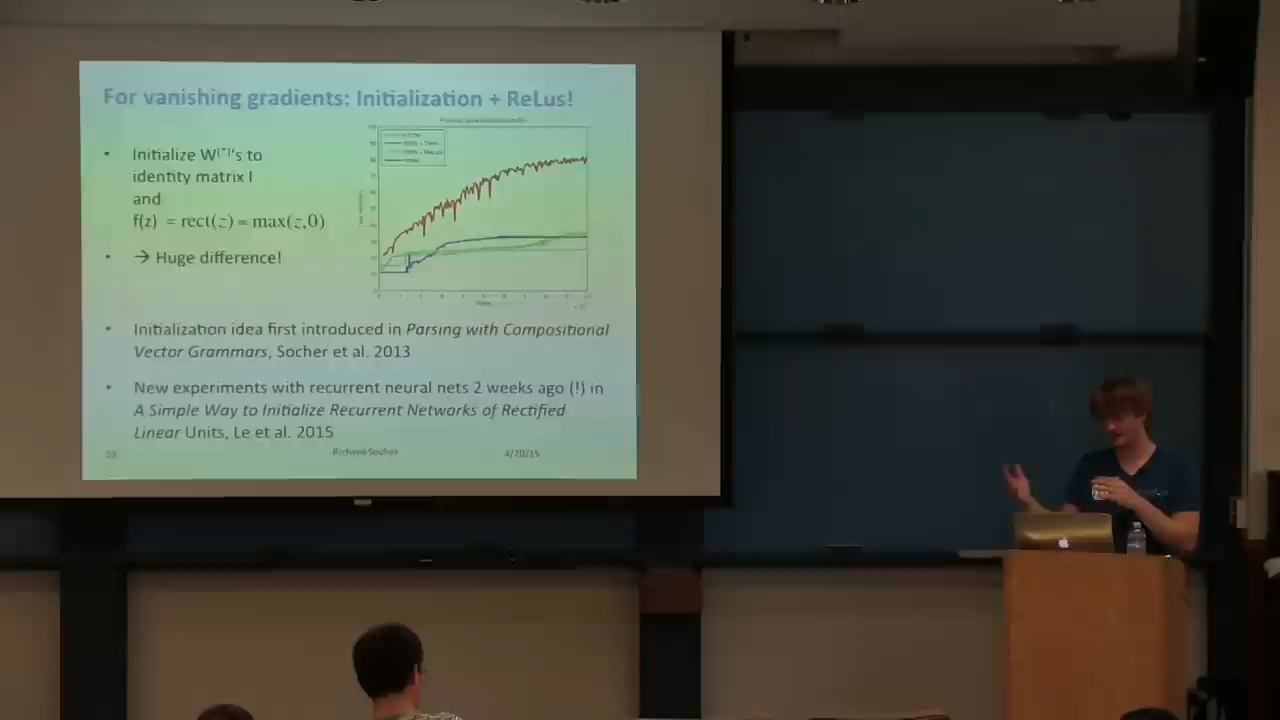 For vanishing gradients: Initialization + ReLus!
• Initialize W(*)'s to
identity matrix I
and
f(z) = rect(z) = max(z,0)
• → Huge difference!
• Initialization idea first introduced in Parsing with Compositional
Vector Grammars, Socher et al. 2013
• New experiments with recurrent neural nets 2 weeks ago (!) in
A Simple Way to Initialize Recurrent Networks of Rectified
Linear Units, Le et al. 2015
Richard Socher
4/20/15